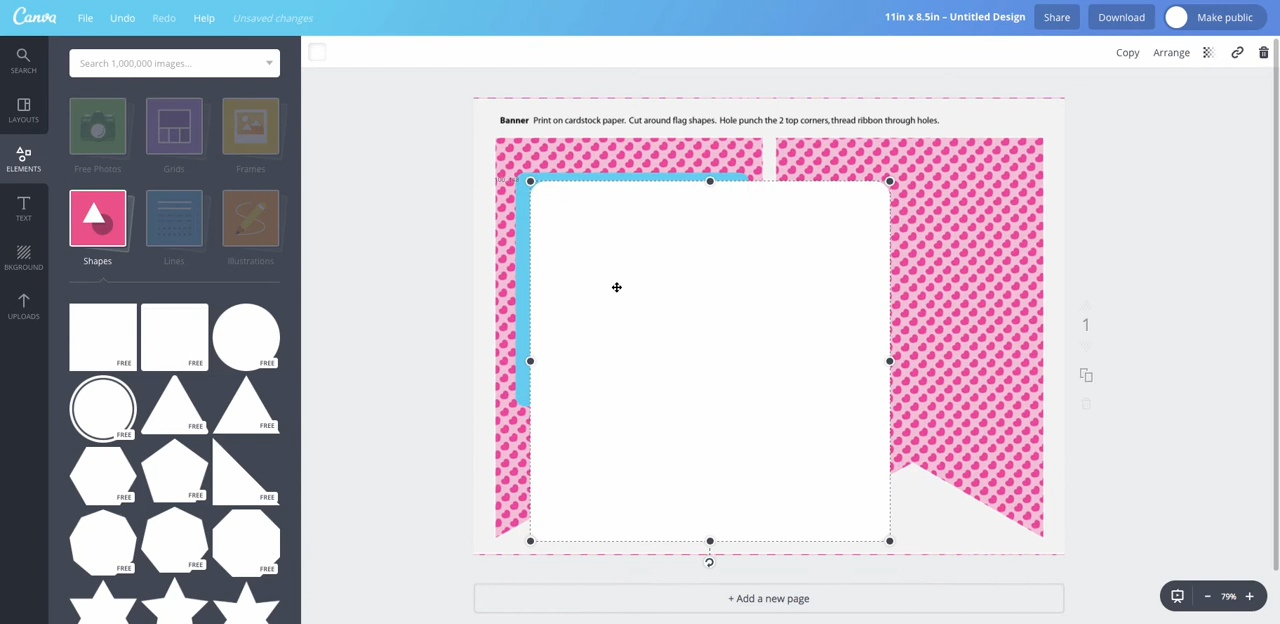 Canva
File
Undo
Redo
Help
Unsaved changes
11in x 8.5in – Untitled Design
Share
Download
Make public
Search 1,000,000 images...
SEARCH
LAYOUTS
ELEMENTS
TEXT
BKGROUND
UPLOADS
Free Photos
Grids
Frames
Shapes
Lines
Illustrations
FREE
FREE
FREE
FREE
FREE
FREE
FREE
FREE
FREE
FREE
FREE
FREE
Copy
Arrange
Banner Print on cardstock paper. Cut around flag shapes. Hole punch the 2 top corners, thread ribbon through holes.
1
+ Add a new page
79%